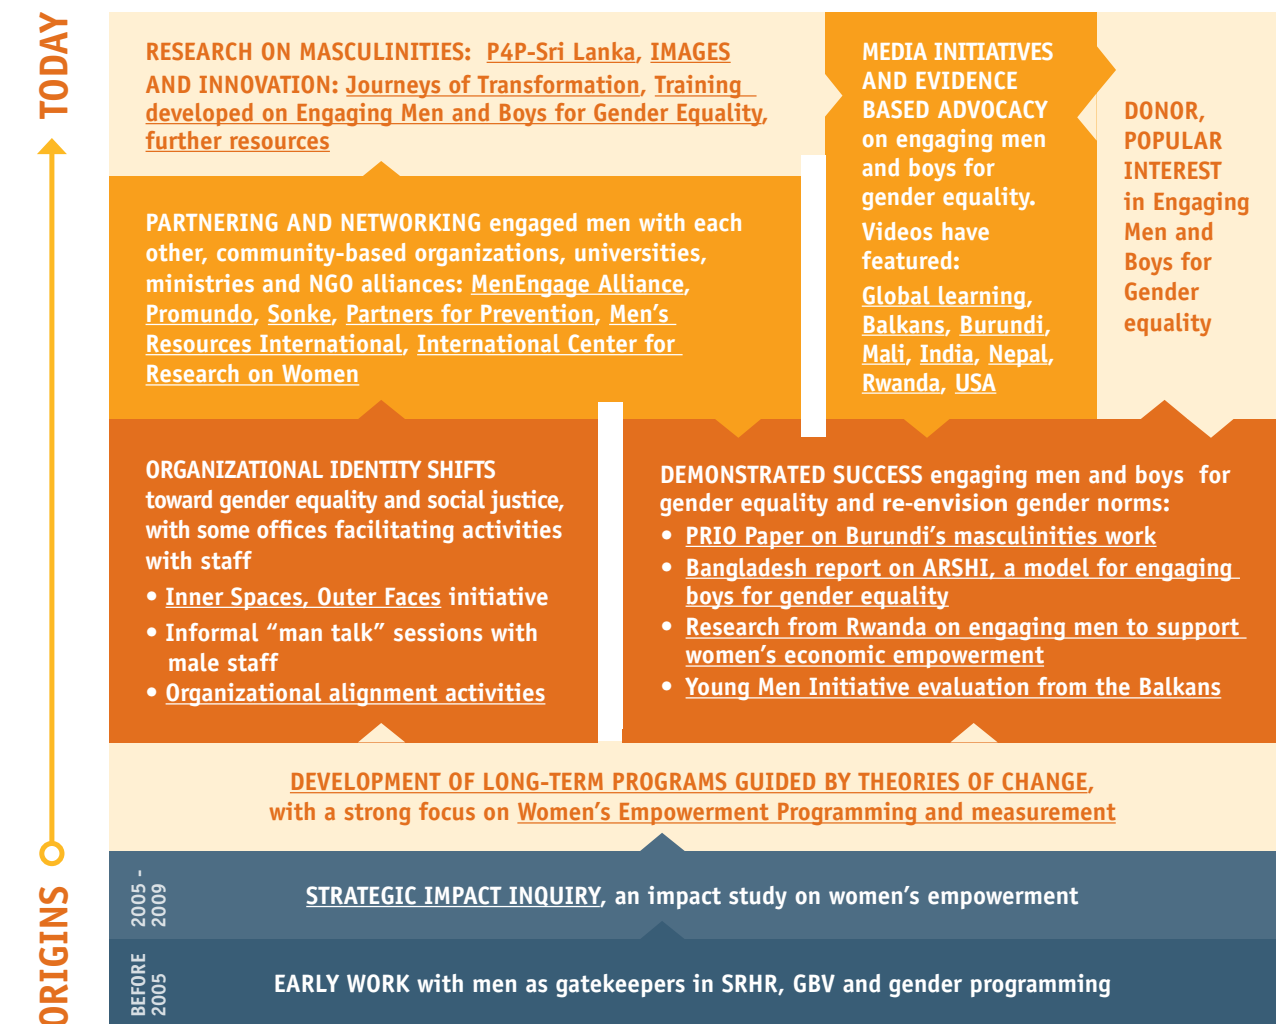 TODAY
RESEARCH ON MASCULINITIES: P4P-Sri Lanka, IMAGES
AND INNOVATION: Journeys of Transformation, Training
developed on Engaging Men and Boys for Gender Equality,
further resources
MEDIA INITIATIVES
AND EVIDENCE
BASED ADVOCACY
on engaging men
and boys for
gender equality.
Videos have
featured:
Global learning,
Balkans, Burundi,
Mali, India, Nepal,
Rwanda, USA
DONOR,
POPULAR
INTEREST
in Engaging
Men and
Boys for
Gender
equality
PARTNERING AND NETWORKING engaged men with each
other, community-based organizations, universities,
ministries and NGO alliances: MenEngage Alliance,
Promundo, Sonke, Partners for Prevention, Men's
Resources International, International Center for
Research on Women
ORGANIZATIONAL IDENTITY SHIFTS
toward gender equality and social justice,
with some offices facilitating activities
with staff
• Inner Spaces, Outer Faces initiative
• Informal “man talk” sessions with
male staff
• Organizational alignment activities
DEMONSTRATED SUCCESS engaging men and boys for
gender equality and re-envision gender norms:
• PRIO Paper on Burundi's masculinities work
• Bangladesh report on ARSHI, a model for engaging
boys for gender equality
• Research from Rwanda on engaging men to support
women's economic empowerment
• Young Men Initiative evaluation from the Balkans
DEVELOPMENT OF LONG-TERM PROGRAMS GUIDED BY THEORIES OF CHANGE,
with a strong focus on Women's Empowerment Programming and measurement
ORIGINS
2005 -
2009
STRATEGIC IMPACT INQUIRY, an impact study on women's empowerment
BEFORE
2005
EARLY WORK with men as gatekeepers in SRHR, GBV and gender programming